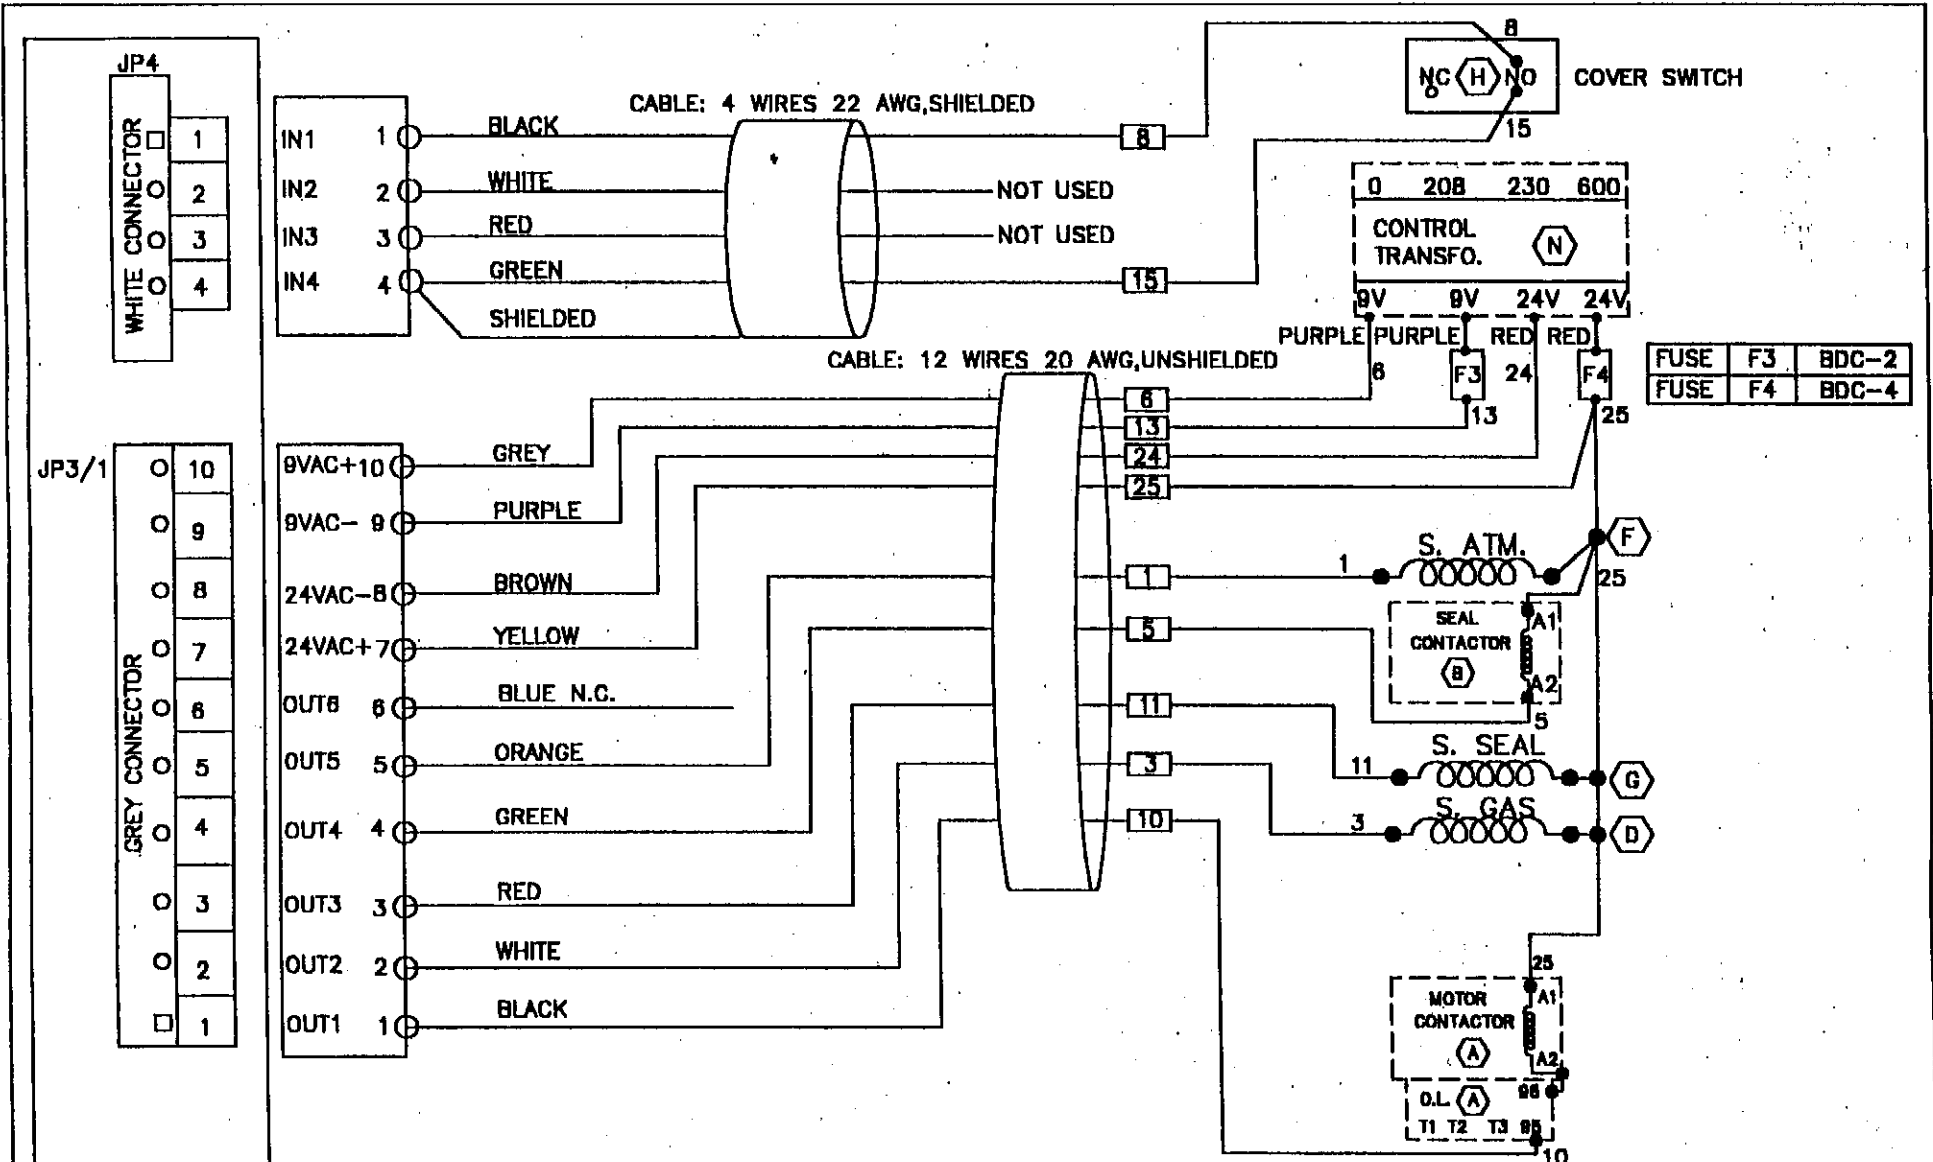 JP4
WHITE CONNECTOR
1
2
3
4
IN1 1
IN2 2
IN3 3
IN4 4
BLACK
WHITE
RED
GREEN
SHIELDED
CABLE: 4 WIRES 22 AWG,SHIELDED
8
NOT USED
NOT USED
15
8
NC H NO
COVER SWITCH
15
0 208 230 600
CONTROL
TRANSFO.
N
9V 9V 24V 24V
PURPLE PURPLE RED RED
6 F3 24 F4
13 25
FUSE F3 BDC-2
FUSE F4 BDC-4
CABLE: 12 WIRES 20 AWG,UNSHIELDED
JP3/1
GREY CONNECTOR
10
9
8
7
6
5
4
3
2
1
9VAC+10
9VAC- 9
24VAC-8
24VAC+7
OUT6 6
OUT5 5
OUT4 4
OUT3 3
OUT2 2
OUT1 1
GREY
PURPLE
BROWN
YELLOW
BLUE N.C.
ORANGE
GREEN
RED
WHITE
BLACK
6
13
24
25
1
5
11
3
10
1
S. ATM.
F
25
SEAL
CONTACTOR
B
A1
A2
5
11
S. SEAL
G
3
S. GAS
D
25
MOTOR
CONTACTOR
A
A1
A2
O.L. A 96
T1 T2 T3 95
10